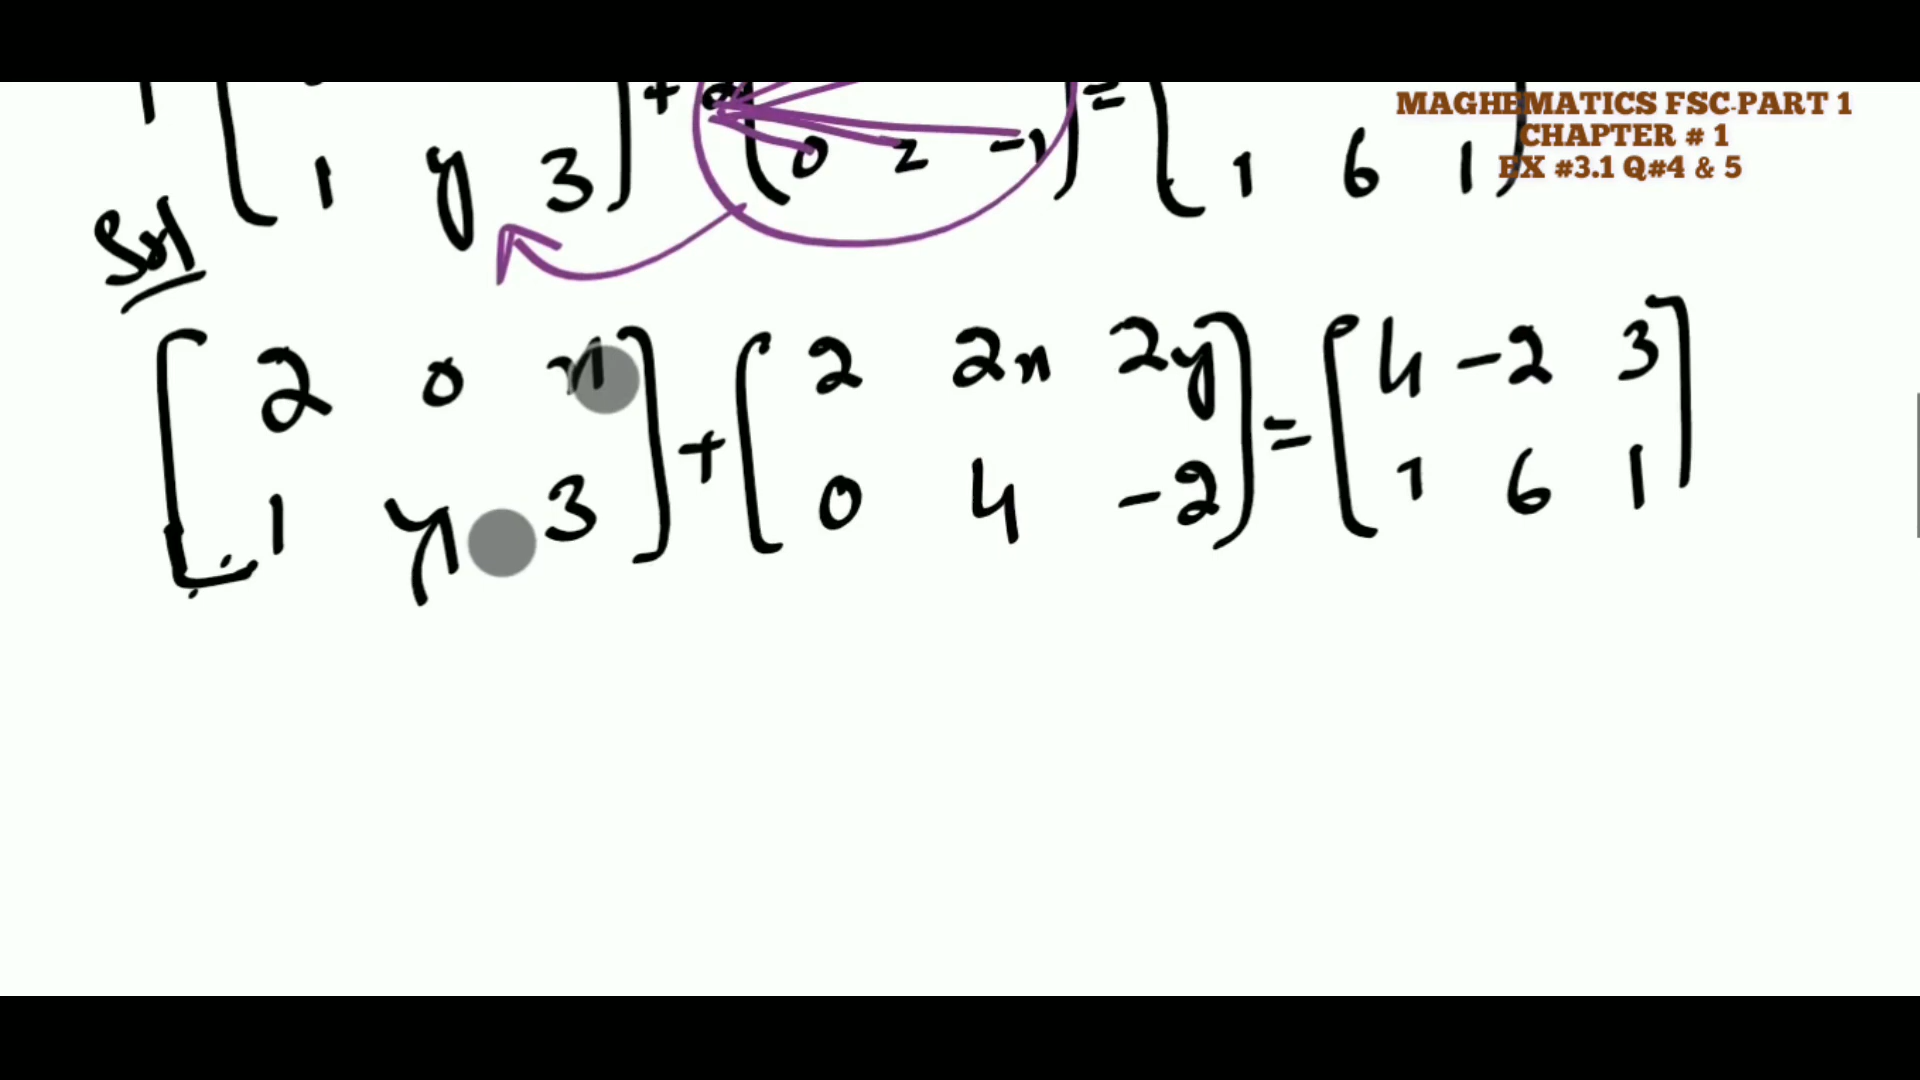 MAGHEMATICS FSC-PART 1
CHAPTER # 1
EX #3.1 Q#4 & 5
1 y 3 + 0 2 -1 = 1 6 1
Sol
[2 0 x] + [2 2x 2y] = [4 -2 3]
[1 y 3] [0 4 -2] [1 6 1]